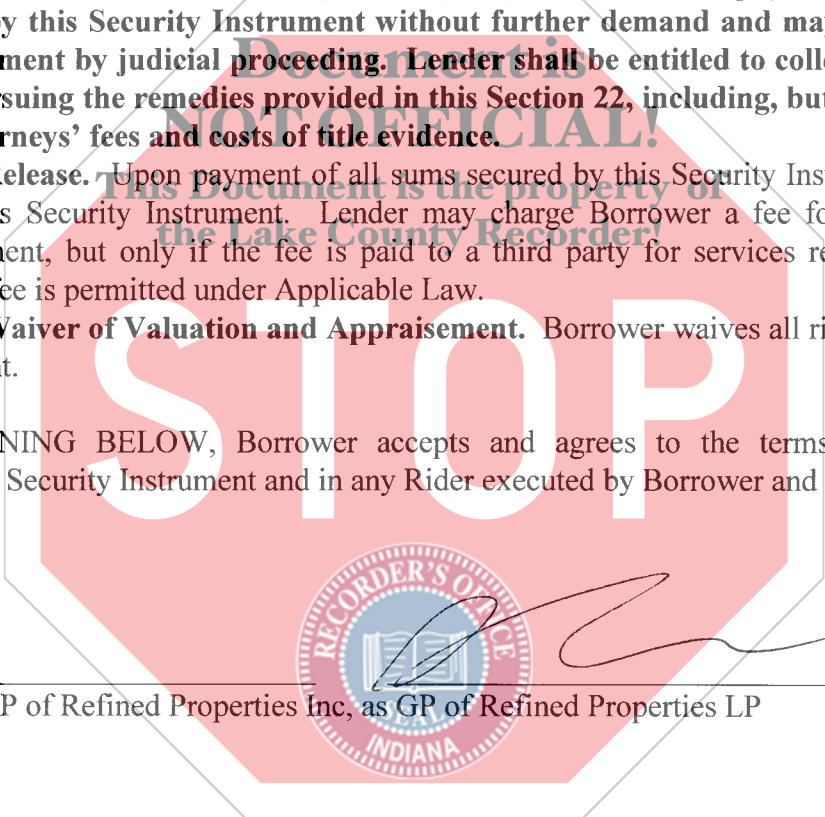 y this Security Instrument without further demand and may
ment by judicial proceeding. Lender shall be entitled to colle
Document is
rsuing the remedies provided in this Section 22, including, but
NOT OFFICIAL!
rneys' fees and costs of title evidence.
Release. Upon payment of all sums secured by this Security Ins
This Document is the property of
s Security Instrument. Lender may charge Borrower a fee fo
the Lake County Recorder!
ent, but only if the fee is paid to a third party for services re
ee is permitted under Applicable Law.
Waiver of Valuation and Appraisement. Borrower waives all ri
t.
STOP
NING BELOW, Borrower accepts and agrees to the terms
Security Instrument and in any Rider executed by Borrower and
RECORDER'S OFFICE
SEAL
INDIANA
P of Refined Properties Inc, as GP of Refined Properties LP